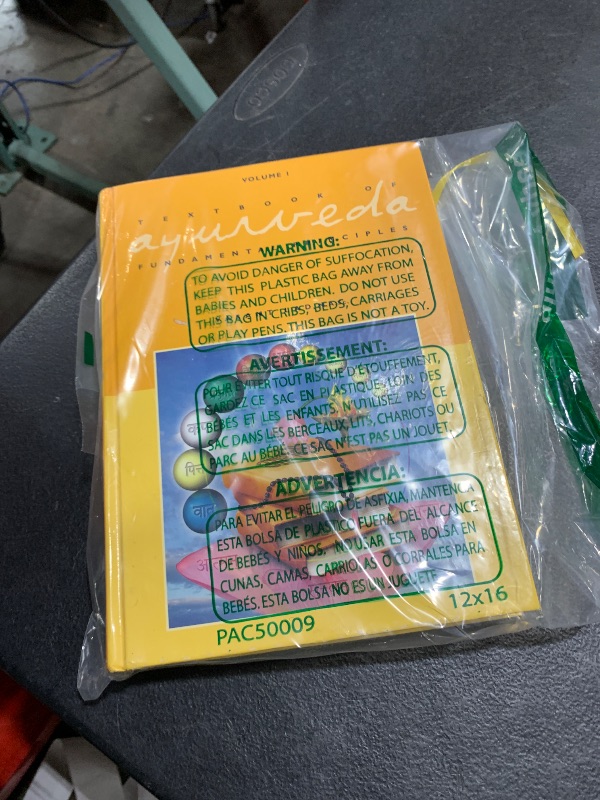 VOLUME I
TEXTBOOK OF
ayurveda
FUNDAMENTAL PRINCIPLES
WARNING:
TO AVOID DANGER OF SUFFOCATION,
KEEP THIS PLASTIC BAG AWAY FROM
BABIES AND CHILDREN. DO NOT USE
THIS BAG IN CRIBS, BEDS, CARRIAGES
OR PLAY PENS. THIS BAG IS NOT A TOY.
AVERTISSEMENT:
POUR EVITER TOUT RISQUE D'ÉTOUFFEMENT,
GARDEZ CE SAC EN PLASTIQUE LOIN DES
BÉBÉS ET LES ENFANTS. N'UTILISEZ PAS CE
SAC DANS LES BERCEAUX, LITS, CHARIOTS OU
PARC AU BÉBÉ. CE SAC N'EST PAS UN JOUET.
पित्त
वात
ADVERTENCIA:
PARA EVITAR EL PELIGRO DE ASFIXIA, MANTENGA
ESTA BOLSA DE PLASTICO FUERA DEL ALCANCE
DE BEBÉS Y NIÑOS. NO USAR ESTA BOLSA EN
CUNAS, CAMAS, CARRIOLAS O CORRALES PARA
BEBÉS. ESTA BOLSA NO ES UN JUGUETE
PAC50009
12x16